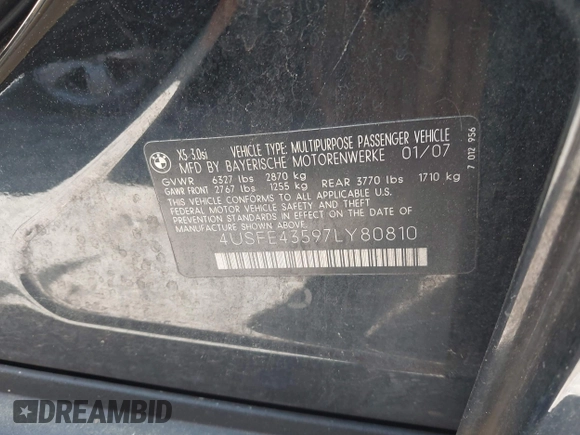 X5 3.0si VEHICLE TYPE: MULTIPURPOSE PASSENGER VEHICLE
MFD BY BAYERISCHE MOTORENWERKE 01/07
GVWR 6327 lbs 2870 kg
GAWR FRONT 2767 lbs 1255 kg REAR 3770 lbs 1710 kg
THIS VEHICLE CONFORMS TO ALL APPLICABLE
FEDERAL MOTOR VEHICLE SAFETY AND
THEFT PREVENTION STANDARDS
IN EFFECT ON THE DATE OF
MANUFACTURE SHOWN ABOVE.
4USFE43597LY80810
7 012 956
DREAMBID